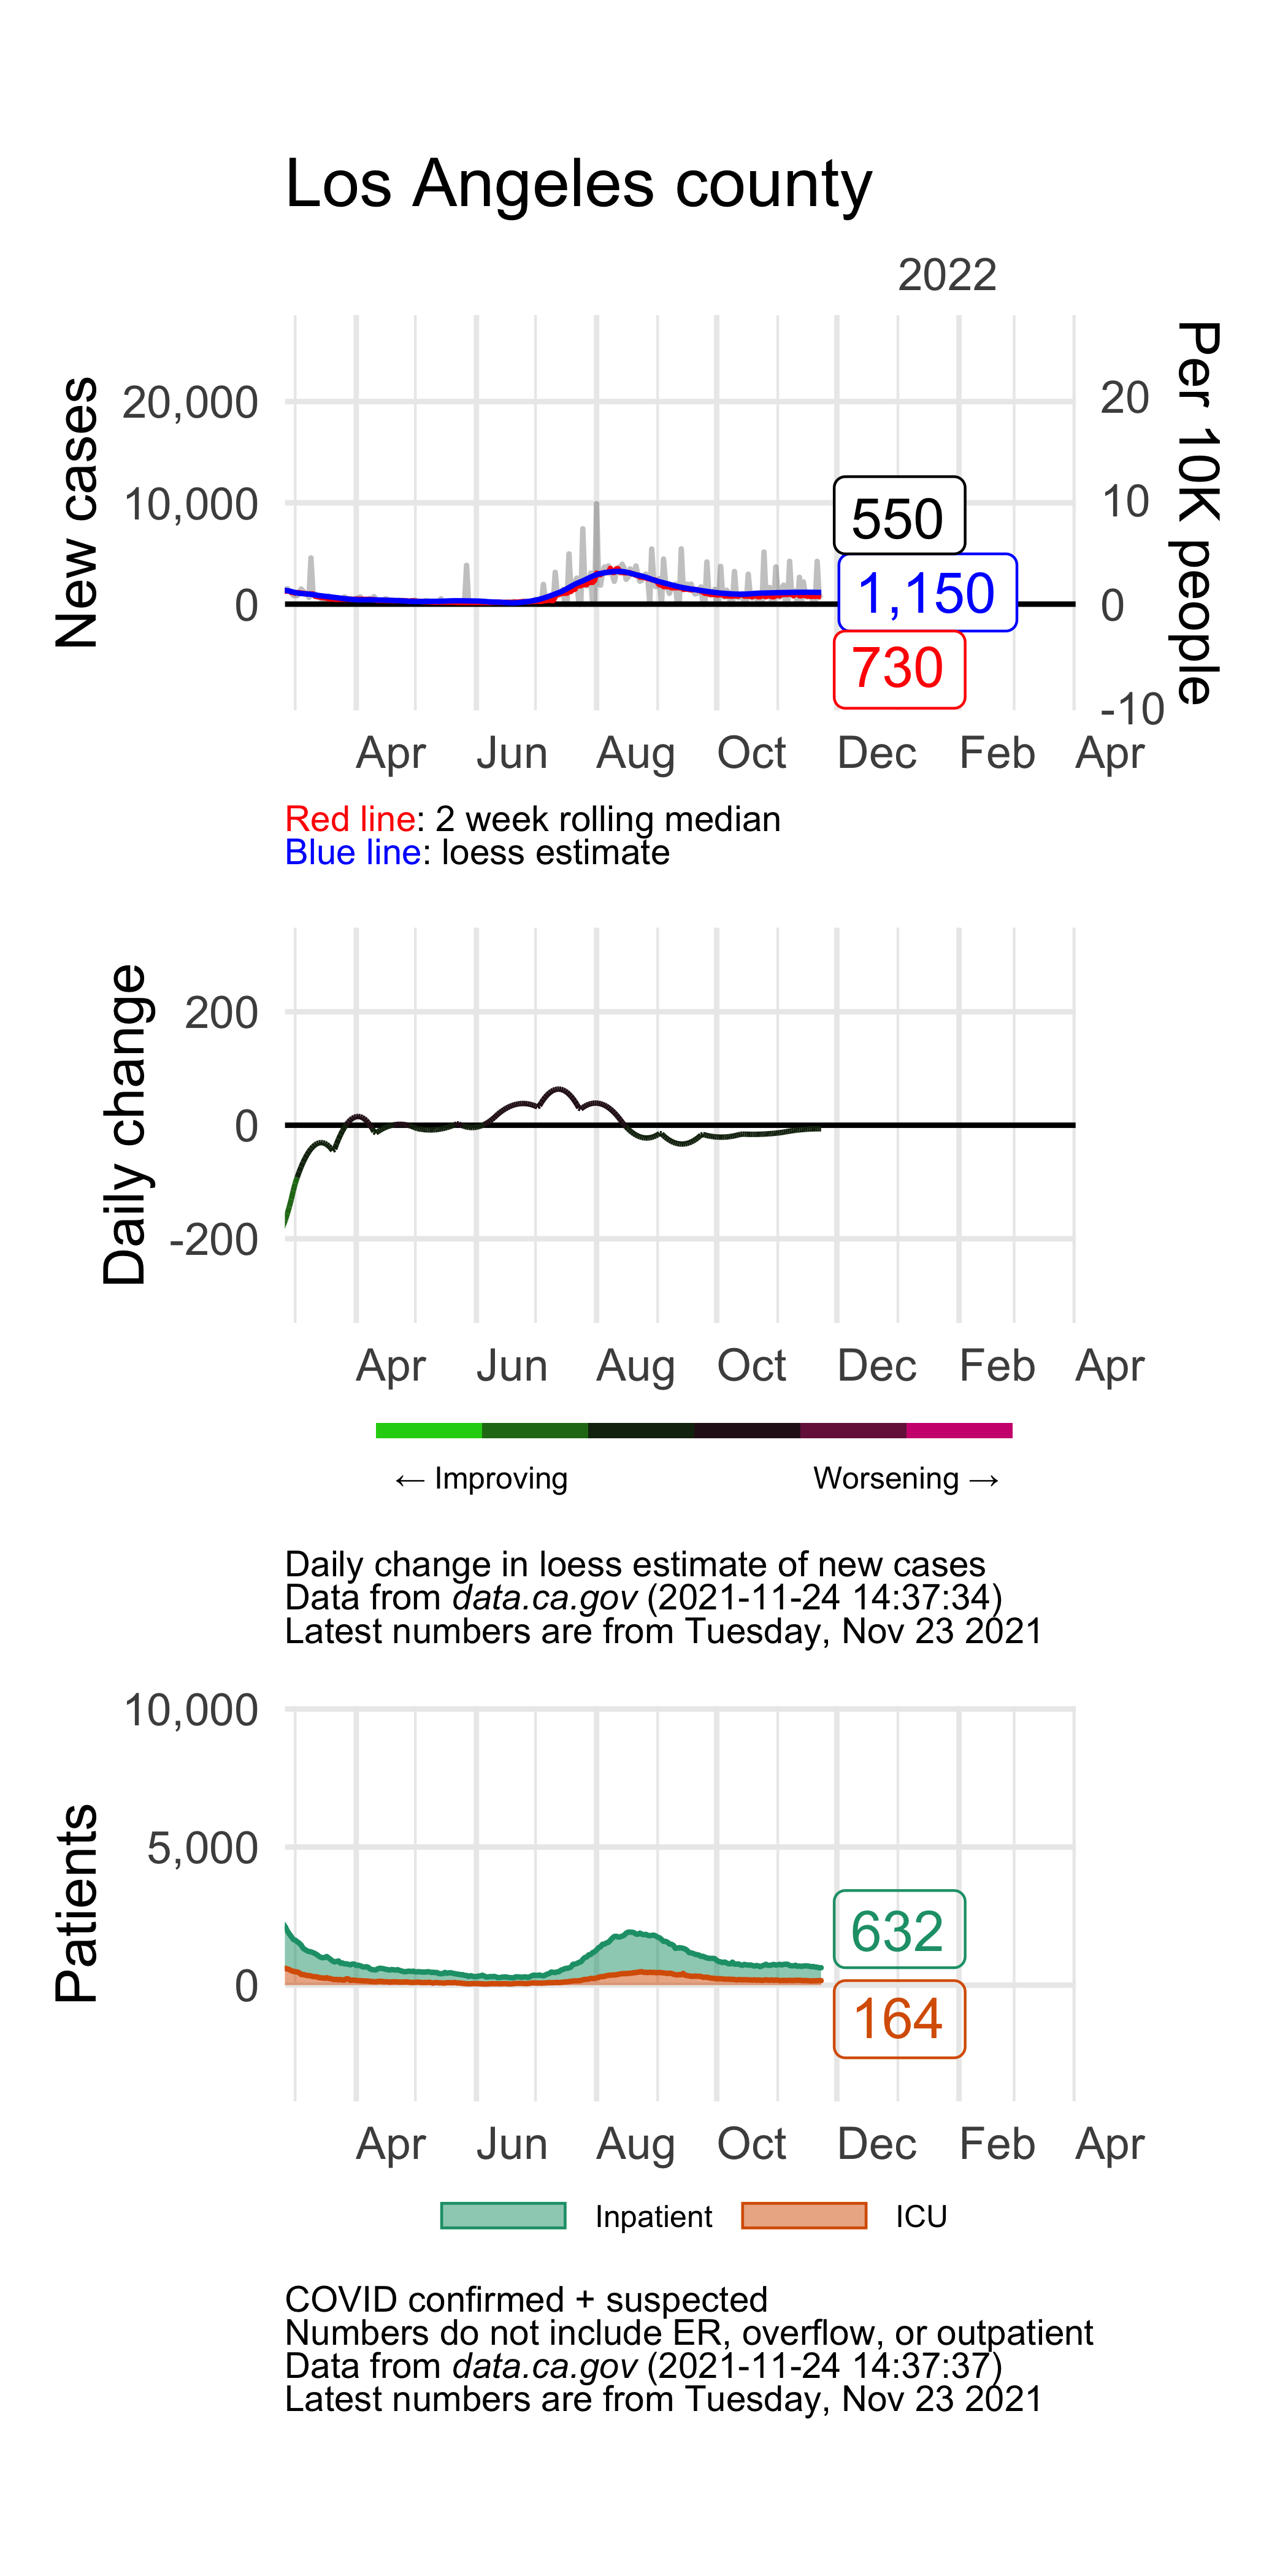 Los Angeles county
2022
New cases
20,000
10,000
0
20
10
0
-10
Per 10K people
550
1,150
730
Apr Jun Aug Oct Dec Feb Apr
Red line: 2 week rolling median
Blue line: loess estimate
Daily change
200
0
-200
Apr Jun Aug Oct Dec Feb Apr
← Improving Worsening →
Daily change in loess estimate of new cases
Data from data.ca.gov (2021-11-24 14:37:34)
Latest numbers are from Tuesday, Nov 23 2021
Patients
10,000
5,000
0
632
164
Apr Jun Aug Oct Dec Feb Apr
Inpatient ICU
COVID confirmed + suspected
Numbers do not include ER, overflow, or outpatient
Data from data.ca.gov (2021-11-24 14:37:37)
Latest numbers are from Tuesday, Nov 23 2021